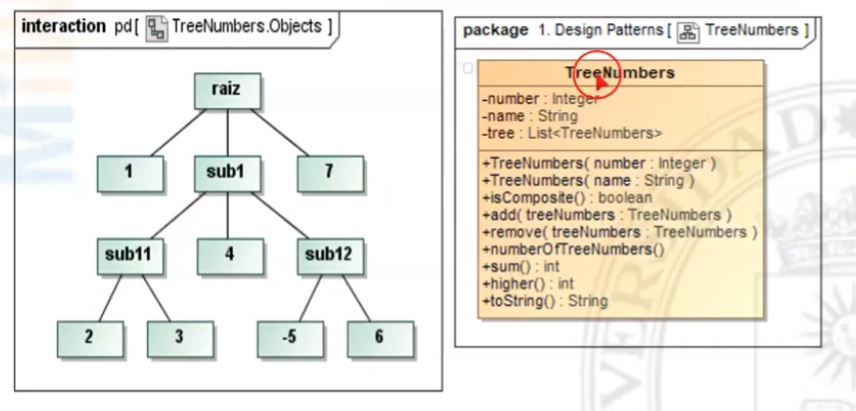 interaction pd[ TreeNumbers.Objects ]
raiz
1
sub1
7
sub11
4
sub12
2
3
-5
6
package 1. Design Patterns[ TreeNumbers ]
TreeNumbers
-number : Integer
-name : String
-tree : List<TreeNumbers>
+TreeNumbers( number : Integer )
+TreeNumbers( name : String )
+isComposite() : boolean
+add( treeNumbers : TreeNumbers )
+remove( treeNumbers : TreeNumbers )
+numberOfTreeNumbers()
+sum() : int
+higher() : int
+toString() : String